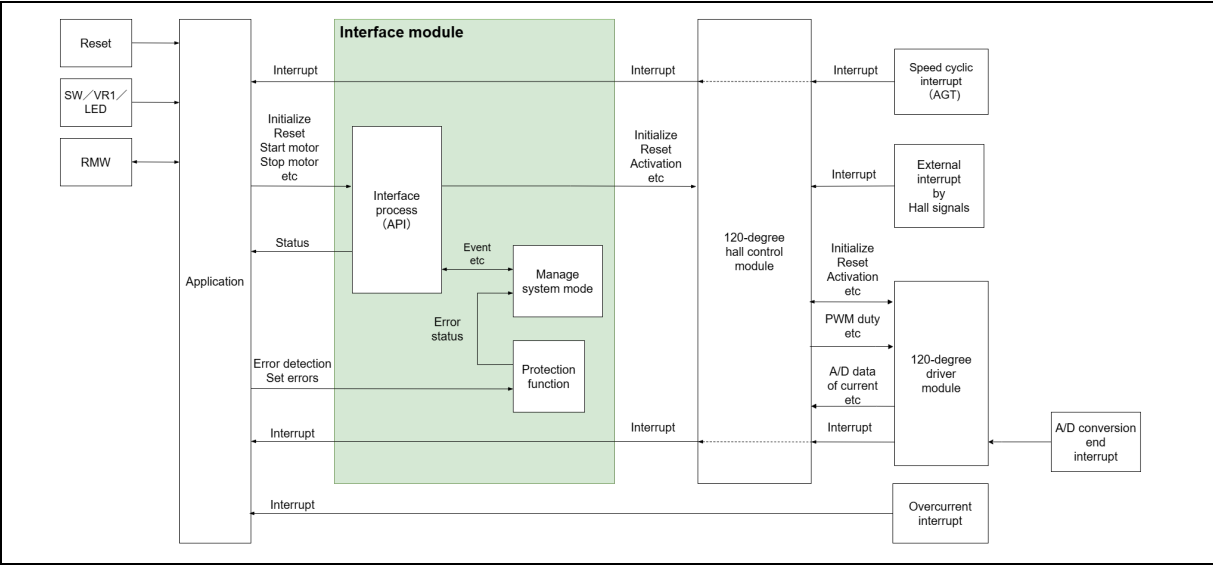 Interface module
Reset
SW／VR1／
LED
RMW
Application
Interrupt
Interrupt
Interrupt
Speed cyclic
interrupt
（AGT)
Initialize
Reset
Start motor
Stop motor
etc
Interface
process
（API）
Initialize
Reset
Activation
etc
Interrupt
External
interrupt
by
Hall signals
Status
Event
etc
Manage
system mode
120-degree
hall control
module
Initialize
Reset
Activation
etc
Error
status
PWM duty
etc
120-degree
driver
module
Error detection
Set errors
Protection
function
A/D data
of current
etc
Interrupt
Interrupt
Interrupt
A/D conversion
end
interrupt
Interrupt
Overcurrent
interrupt